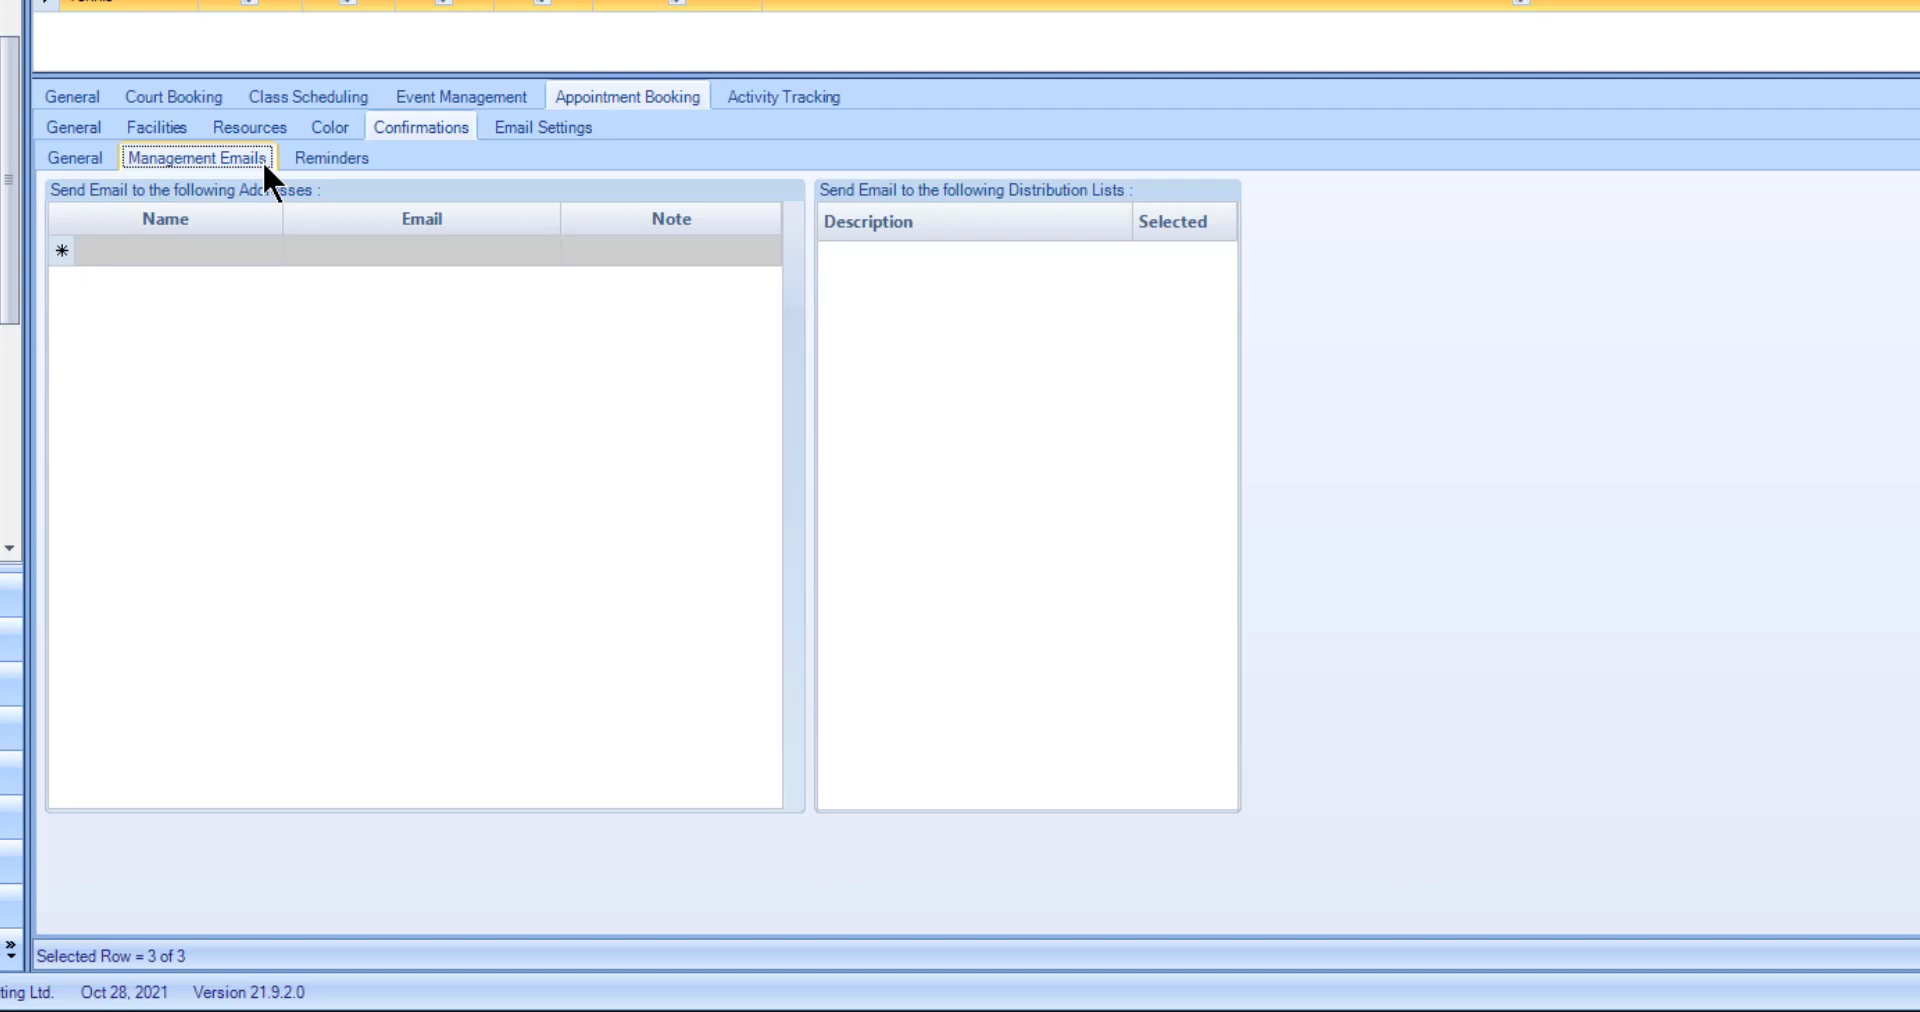 General Court Booking Class Scheduling Event Management Appointment Booking Activity Tracking
General Facilities Resources Color Confirmations Email Settings
General Management Emails Reminders
Send Email to the following Addresses :
Name Email Note
Send Email to the following Distribution Lists :
Description Selected
Selected Row = 3 of 3
ting Ltd. Oct 28, 2021 Version 21.9.2.0